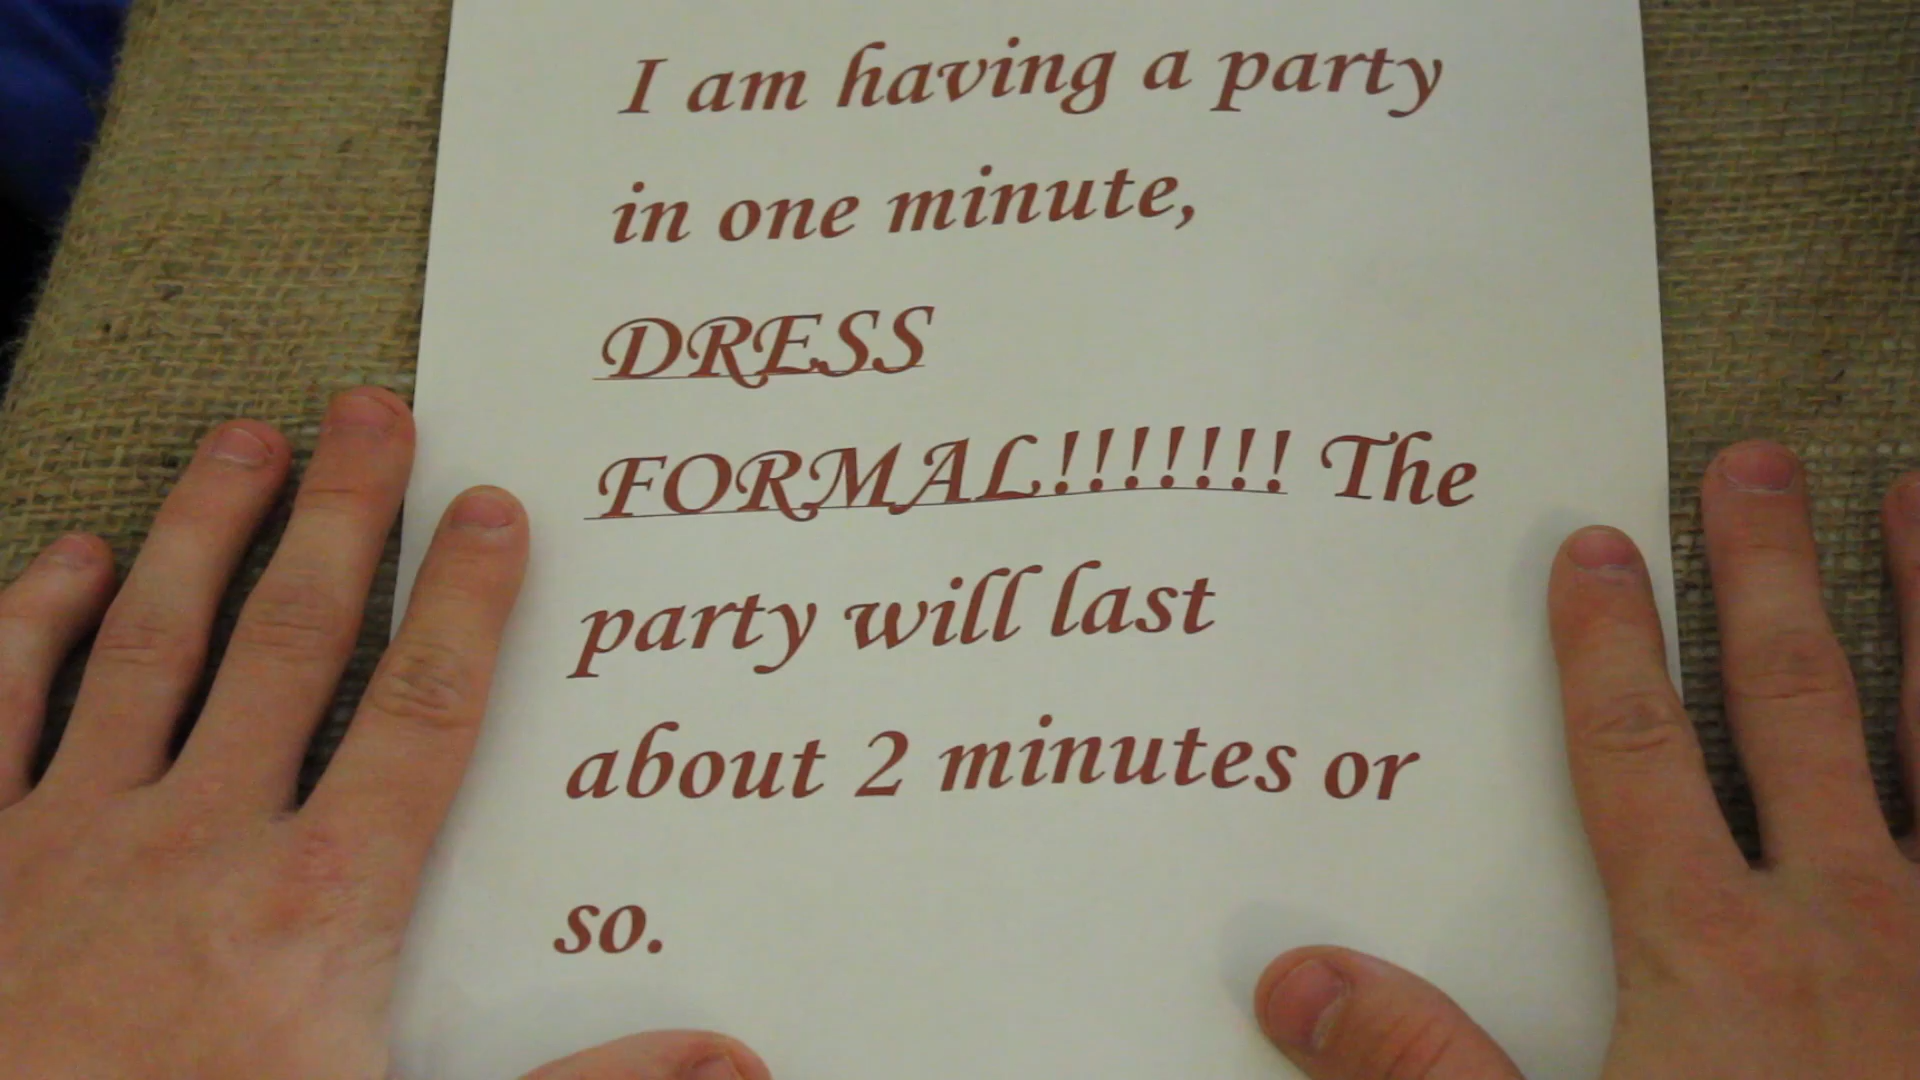 I am having a party
in one minute,
DRESS
FORMAL!!!!!!! The
party will last
about 2 minutes or
so.